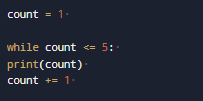 count = 1
while count <= 5:
print(count)
count += 1